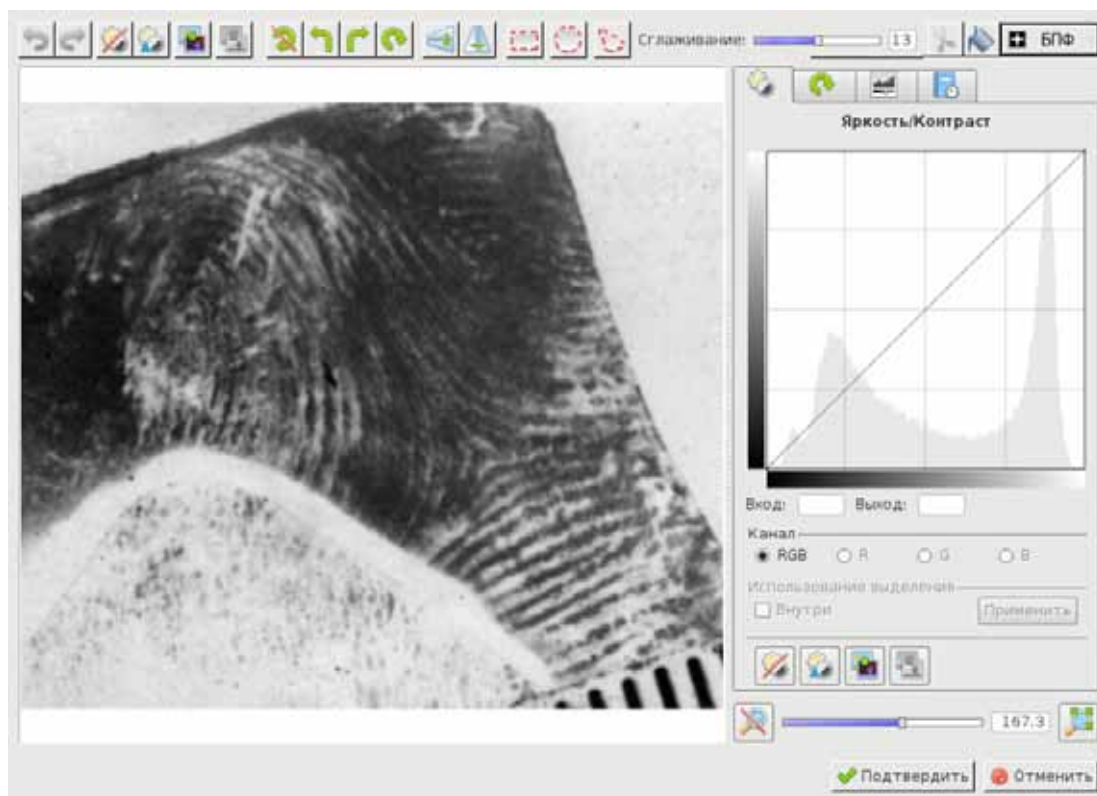 Сглаживание: 13 БПФ
Яркость/Контраст
Вход: Выход:
Канал
RGB R G B
Использование выделения
Внутри Применить
167.3
Подтвердить Отменить